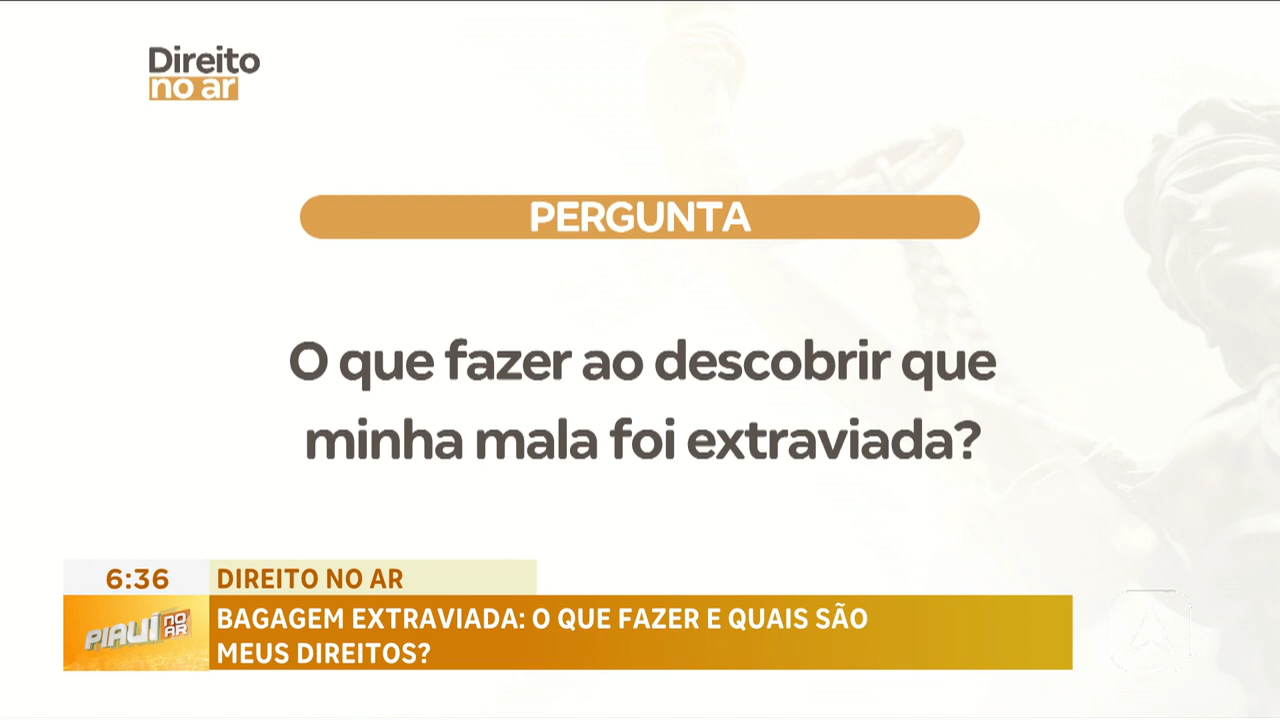 Direito
no ar
PERGUNTA
O que fazer ao descobrir que
minha mala foi extraviada?
6:36
DIREITO NO AR
PIAUÍ NO AR
BAGAGEM EXTRAVIADA: O QUE FAZER E QUAIS SÃO
MEUS DIREITOS?